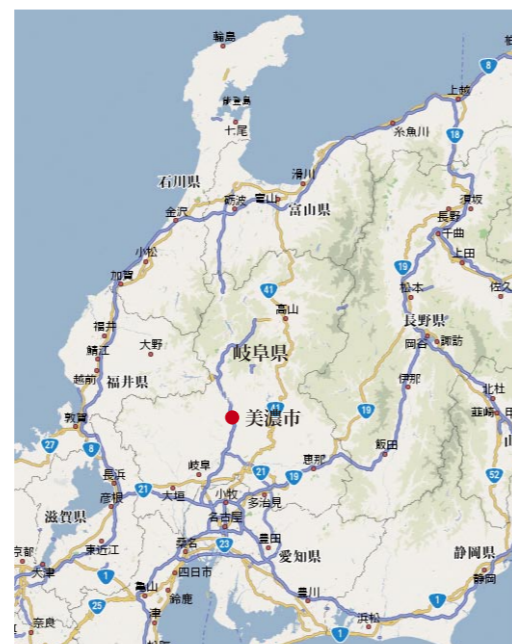 輪島
能登島
七尾
8
上越
糸魚川
18
石川県
滑川
砺波
富山
富山県
金沢
長野
須坂
千曲
小松
19
上田
加賀
41
松本
佐久
高山
福井
長野県
大野
岐阜県
岡谷
諏訪
鯖江
越前
福井県
伊那
北杜
韮崎
甲
41
19
敦賀
美濃市
山
27
8
飯田
岐阜
21
恵那
長浜
19
52
21
大垣
小牧
多治見
彦根
滋賀県
名古屋
23
豊田
静岡県
京都
東近江
桑名
愛知県
大津
1
四日市
静岡
亀山
25
鈴鹿
豊川
1
津
浜松
奈良
1